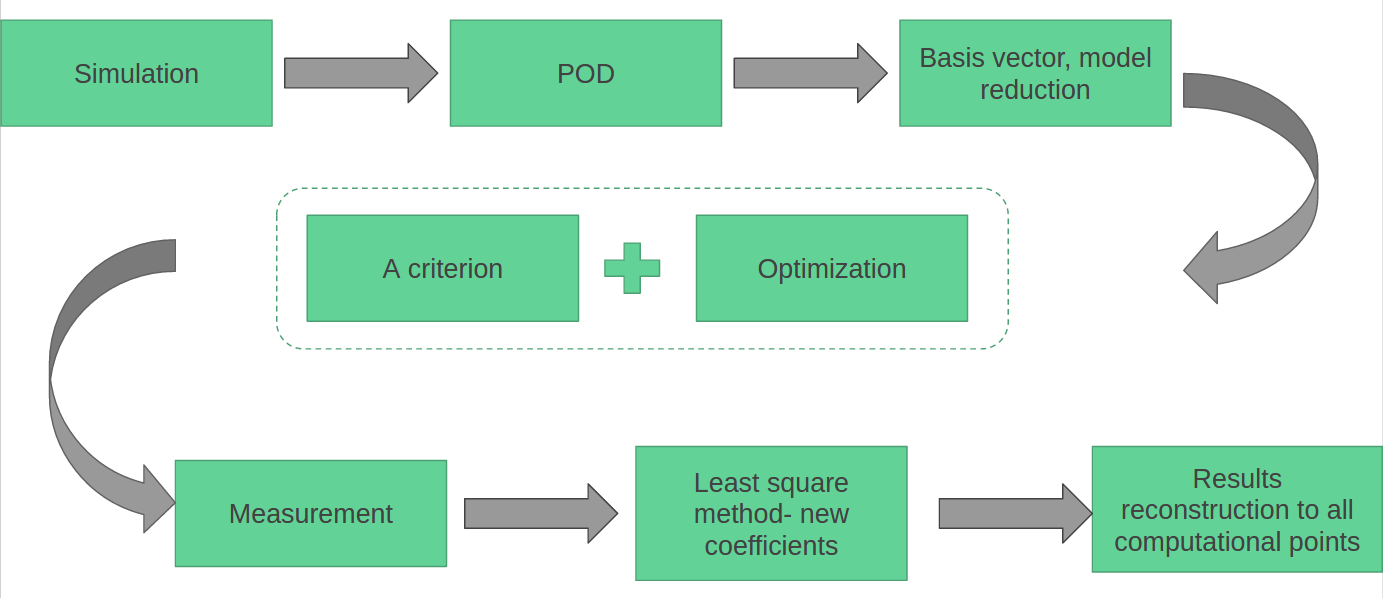 Simulation
POD
Basis vector, model
reduction
A criterion
Optimization
Measurement
Least square
method- new
coefficients
Results
reconstruction to all
computational points